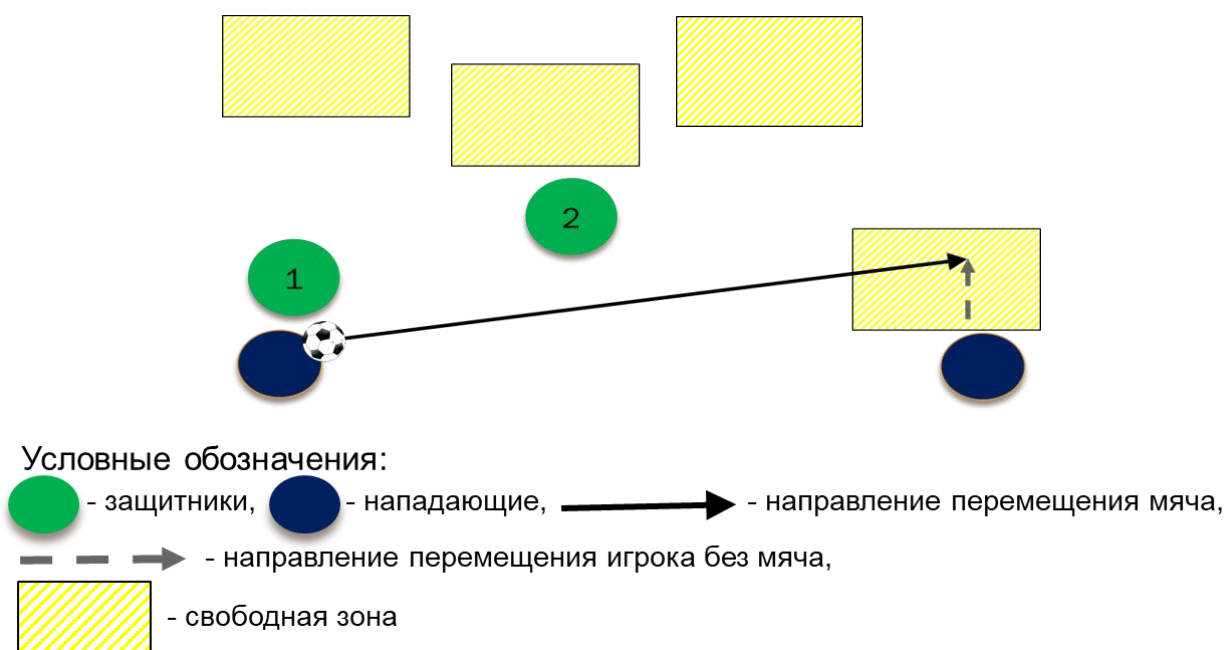 2
1
Условные обозначения:
- защитники, - нападающие, - направление перемещения мяча,
- направление перемещения игрока без мяча,
- свободная зона